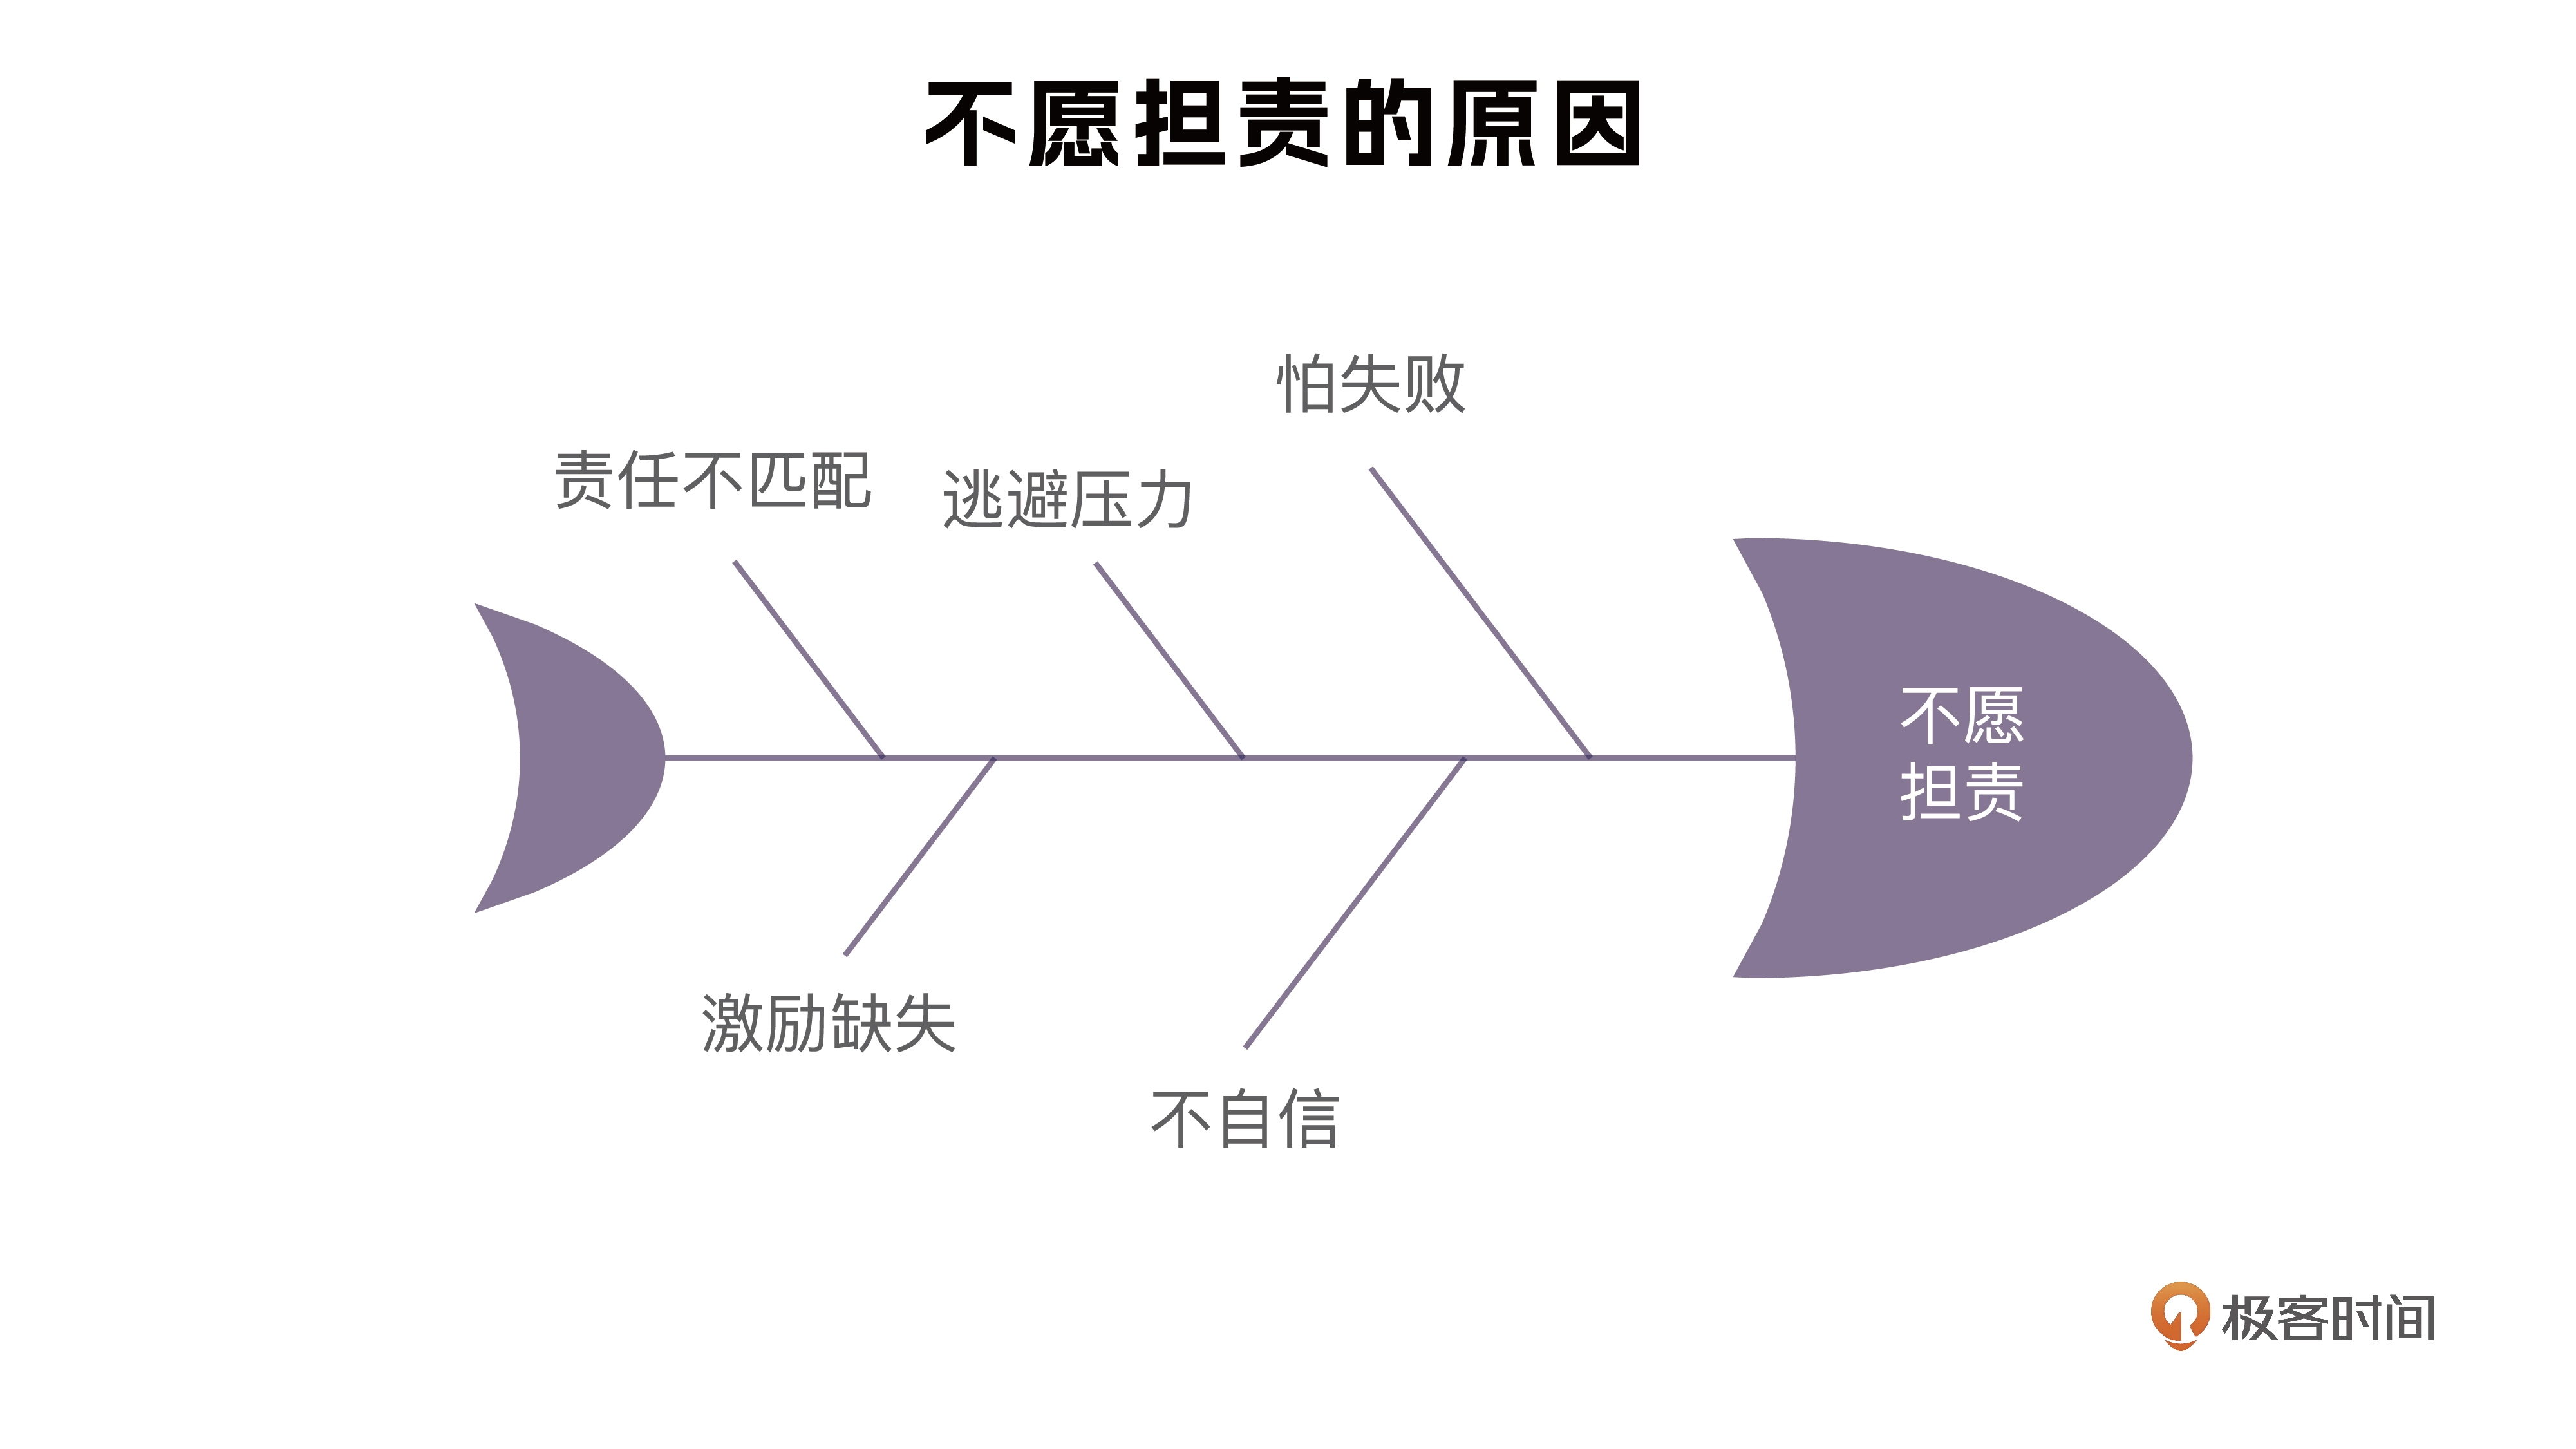 不愿担责的原因
怕失败
责任不匹配
逃避压力
不愿
担责
激励缺失
不自信
极客时间